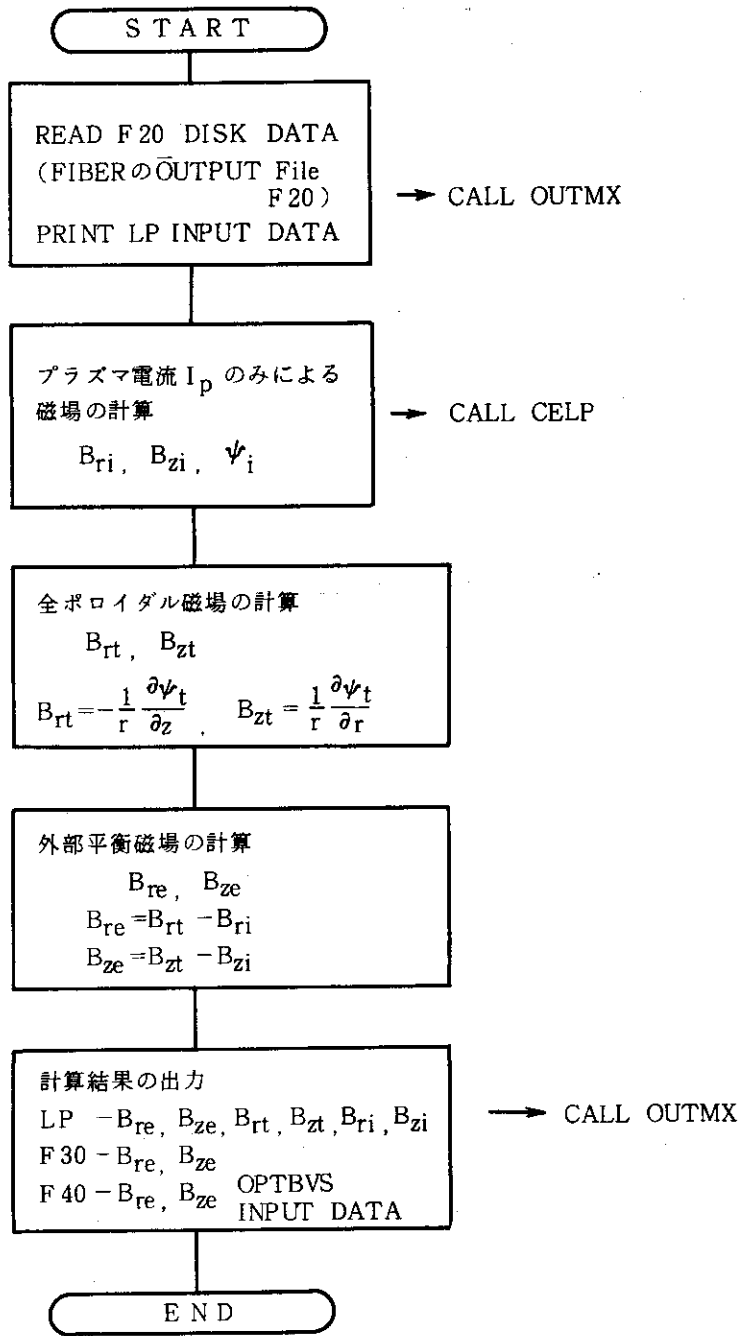 START
READ F20 DISK DATA
(FIBERのŌUTPUT File
F20)
PRINT LP INPUT DATA
→ CALL OUTMX
プラズマ電流 Ip のみによる
磁場の計算
Bri, Bzi, ψi
→ CALL CELP
全ポロイダル磁場の計算
Brt, Bzt
Brt=-1/r ∂ψt/∂z, Bzt=1/r ∂ψt/∂r
外部平衡磁場の計算
Bre, Bze
Bre=Brt-Bri
Bze=Bzt-Bzi
計算結果の出力
LP -Bre, Bze, Brt, Bzt, Bri, Bzi
→ CALL OUTMX
F30-Bre, Bze
F40-Bre, Bze OPTBVS
INPUT DATA
END